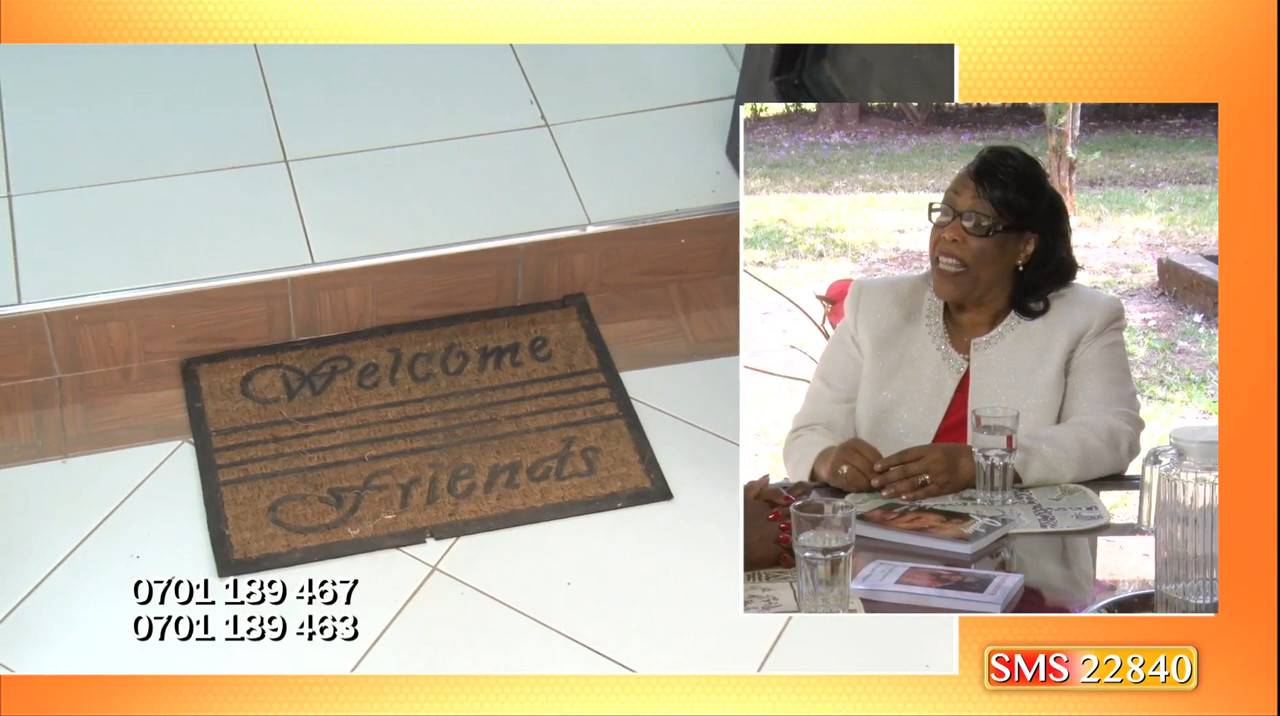 Welcome
Friends
0701 189 467
0701 189 463
SMS 22840